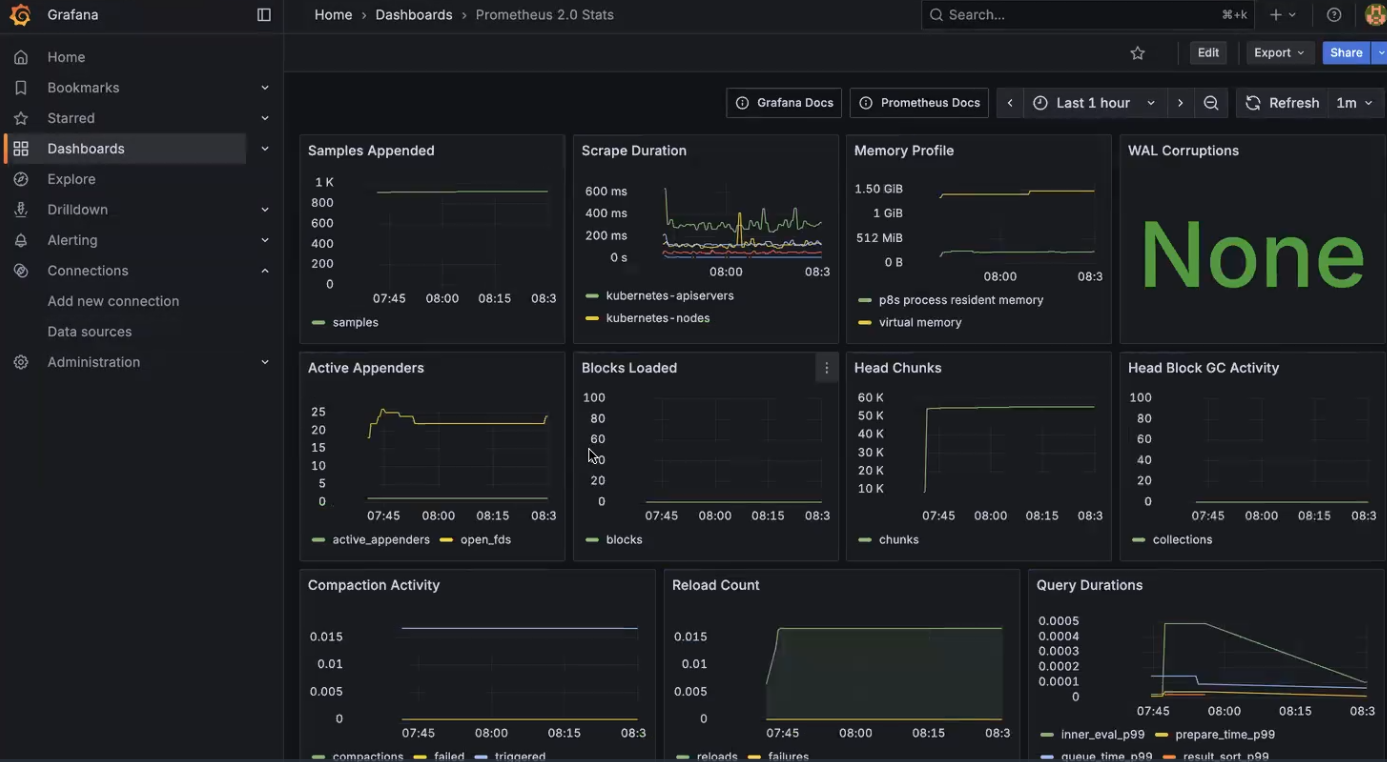 Grafana
Home › Dashboards › Prometheus 2.0 Stats
Search... ⌘+k
Edit Export Share
Home
Bookmarks
Starred
Dashboards
Explore
Drilldown
Alerting
Connections
Add new connection
Data sources
Administration
Grafana Docs Prometheus Docs Last 1 hour Refresh 1m
Samples Appended
1 K
800
600
400
200
0
07:45 08:00 08:15 08:3
samples
Scrape Duration
600 ms
400 ms
200 ms
0 s
08:00 08:3
kubernetes-apiservers
kubernetes-nodes
Memory Profile
1.50 GiB
1 GiB
512 MiB
0 B
08:00 08:3
p8s process resident memory
virtual memory
WAL Corruptions
None
Active Appenders
25
20
15
10
5
0
07:45 08:00 08:15 08:3
active_appenders open_fds
Blocks Loaded
100
80
60
20
0
07:45 08:00 08:15 08:3
blocks
Head Chunks
60 K
50 K
40 K
30 K
20 K
10 K
07:45 08:00 08:15 08:3
chunks
Head Block GC Activity
100
80
60
40
20
0
07:45 08:00 08:15 08:3
collections
Compaction Activity
0.015
0.01
0.005
0
07:45 08:00 08:15 08:3
compactions failed triggered
Reload Count
0.015
0.01
0.005
0
07:45 08:00 08:15 08:3
reloads failures
Query Durations
0.0005
0.0004
0.0003
0.0002
0.0001
0
07:45 08:00 08:15 08:3
inner_eval_p99 prepare_time_p99
queue_time_p99 result_sort_p99